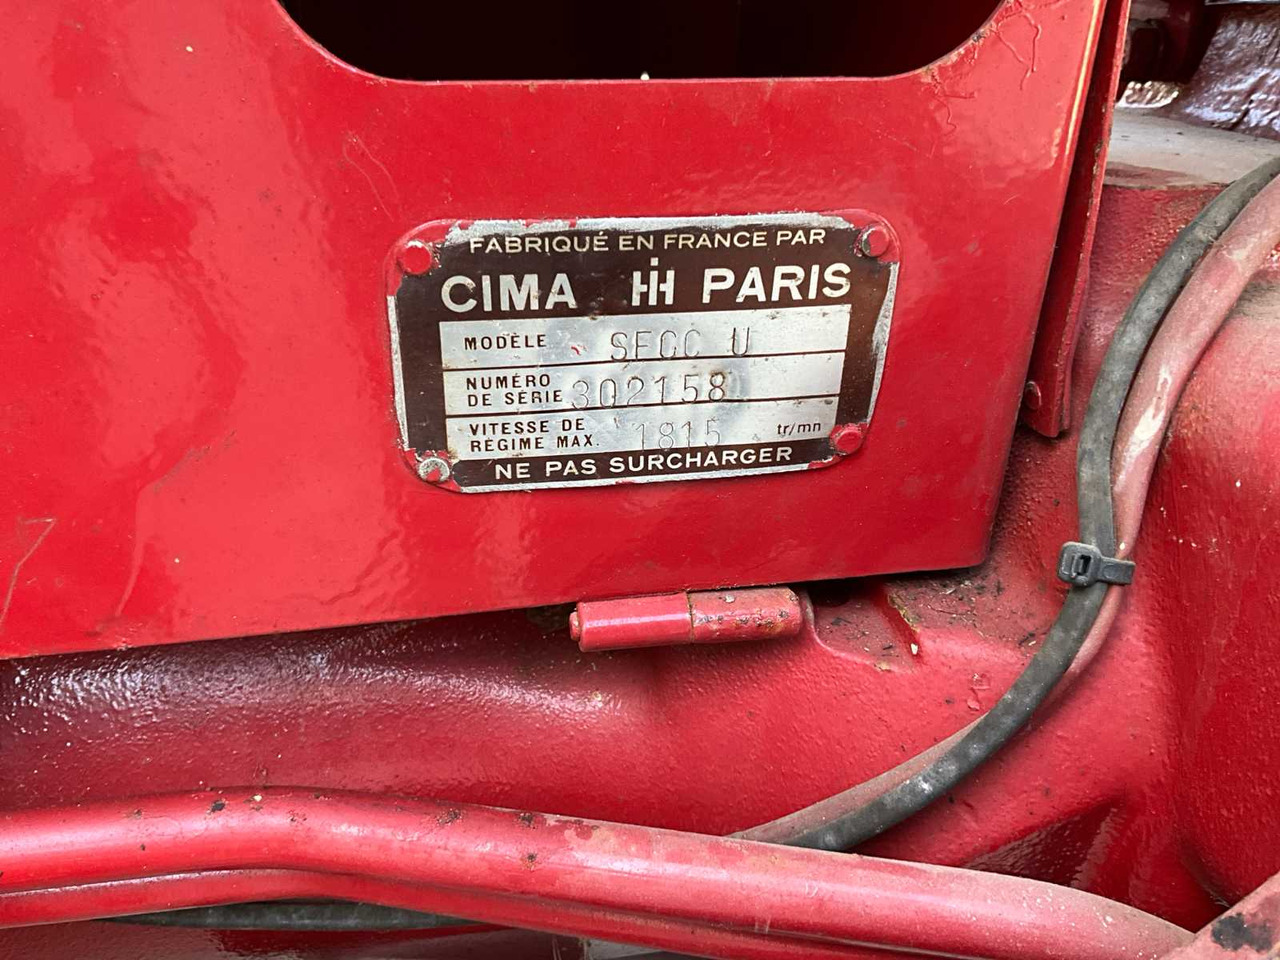 FABRIQUÉ EN FRANCE PAR
CIMA IH PARIS
MODÈLE SFCC U
NUMÉRO DE SÉRIE 302158
VITESSE DE RÉGIME MAX. 1815 tr/mn
NE PAS SURCHARGER